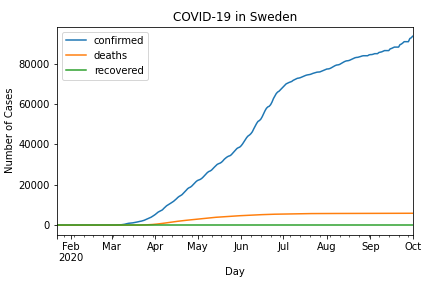 COVID-19 in Sweden
confirmed
deaths
recovered
Number of Cases
80000
60000
40000
20000
0
Feb Mar Apr May Jun Jul Aug Sep Oct
2020
Day